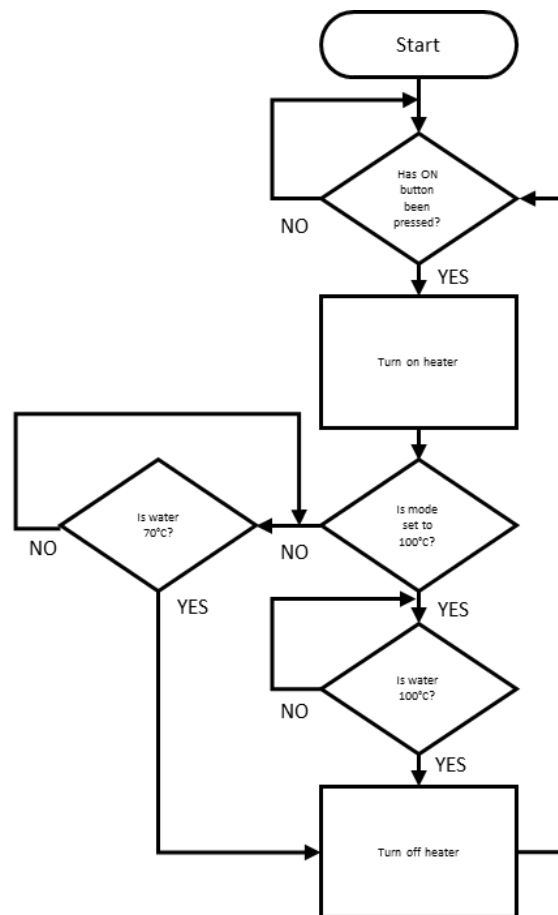 Start
Has ON
button
been
pressed?
NO
YES
Turn on heater
Is water
70°C?
Is mode
set to
100°C?
NO
NO
YES
YES
Is water
100°C?
NO
YES
Turn off heater